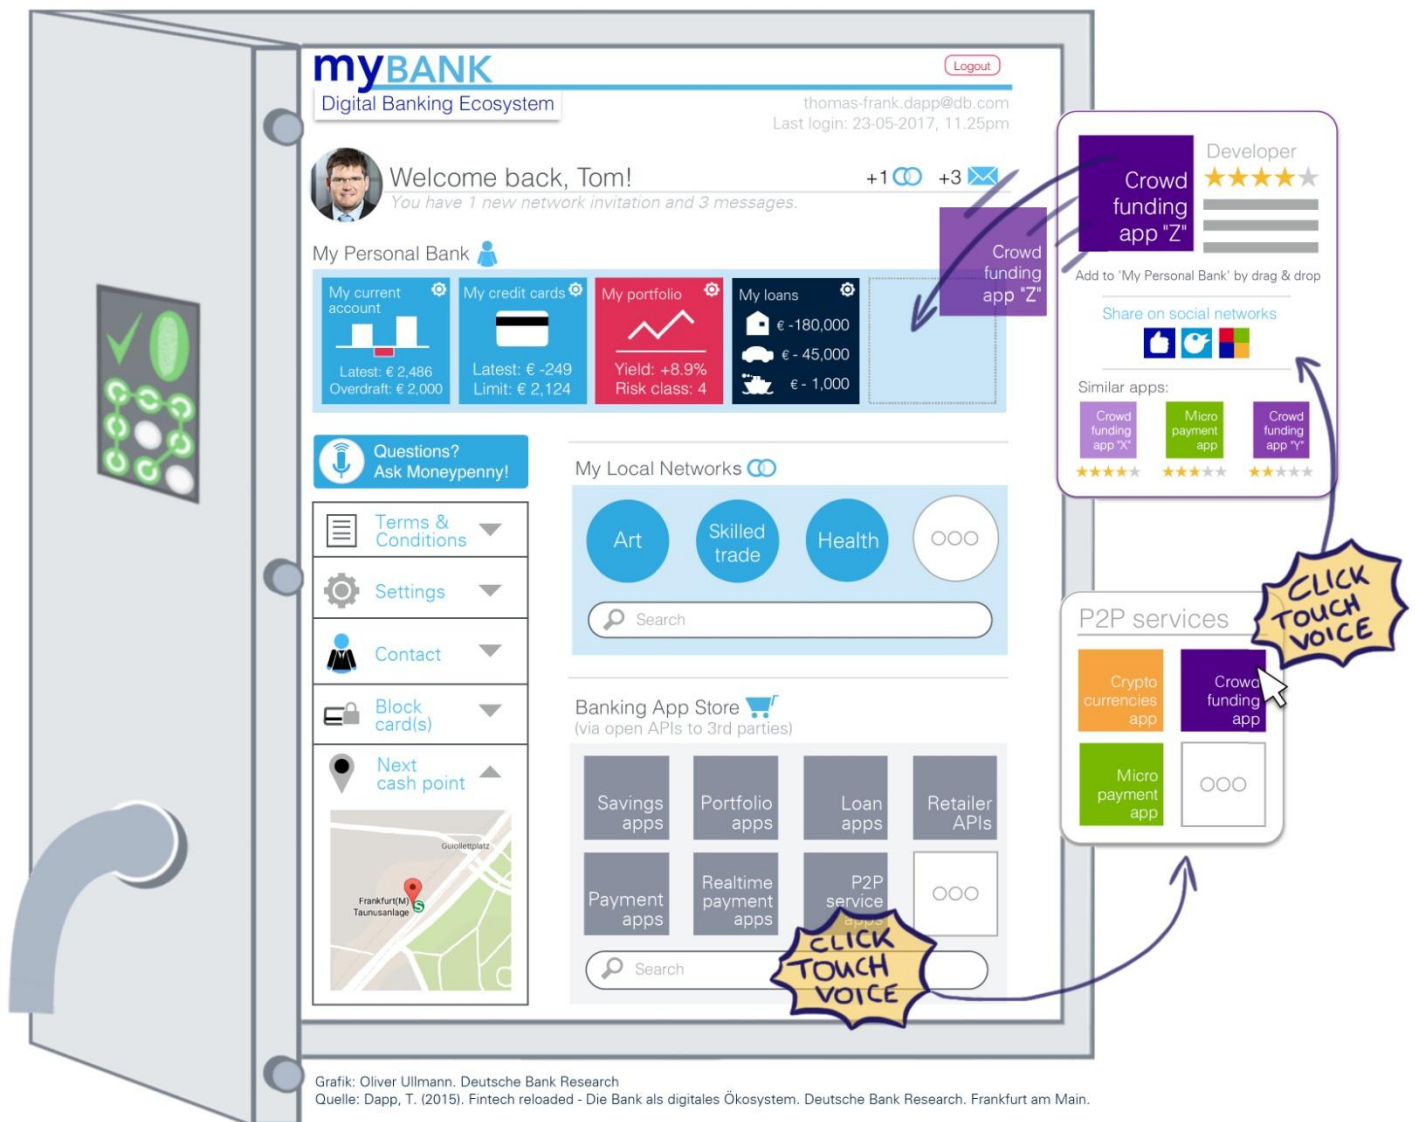 myBANK
Logout
Digital Banking Ecosystem
thomas-frank.dapp@db.com
Last login: 23-05-2017, 11.25pm
Welcome back, Tom!
+1
+3
You have 1 new network invitation and 3 messages.
My Personal Bank
My current
account
Latest: € 2,486
Overdraft: € 2,000
My credit cards
Latest: € -249
Limit: € 2,124
My portfolio
Yield: +8.9%
Risk class: 4
My loans
€ -180,000
€ - 45,000
€ - 1,000
Crowd
funding
app "Z"
Crowd
funding
app "Z"
Developer
Add to 'My Personal Bank' by drag & drop
Share on social networks
Similar apps:
Crowd
funding
app "X"
Micro
payment
app
Crowd
funding
app "Y"
Questions?
Ask Moneypenny!
Terms &
Conditions
Settings
Contact
Block
card(s)
Next
cash point
Guiollettplatz
Frankfurt(M)
Taunusanlage
S
My Local Networks
Art
Skilled
trade
Health
Search
Banking App Store
(via open APIs to 3rd parties)
Savings
apps
Portfolio
apps
Loan
apps
Retailer
APIs
Payment
apps
Realtime
payment
apps
P2P
service
apps
Search
CLICK
TOUCH
VOICE
CLICK
TOUCH
VOICE
P2P services
Crypto
currencies
app
Crowd
funding
app
Micro
payment
app
Grafik: Oliver Ullmann. Deutsche Bank Research
Quelle: Dapp, T. (2015). Fintech reloaded - Die Bank als digitales Ökosystem. Deutsche Bank Research. Frankfurt am Main.